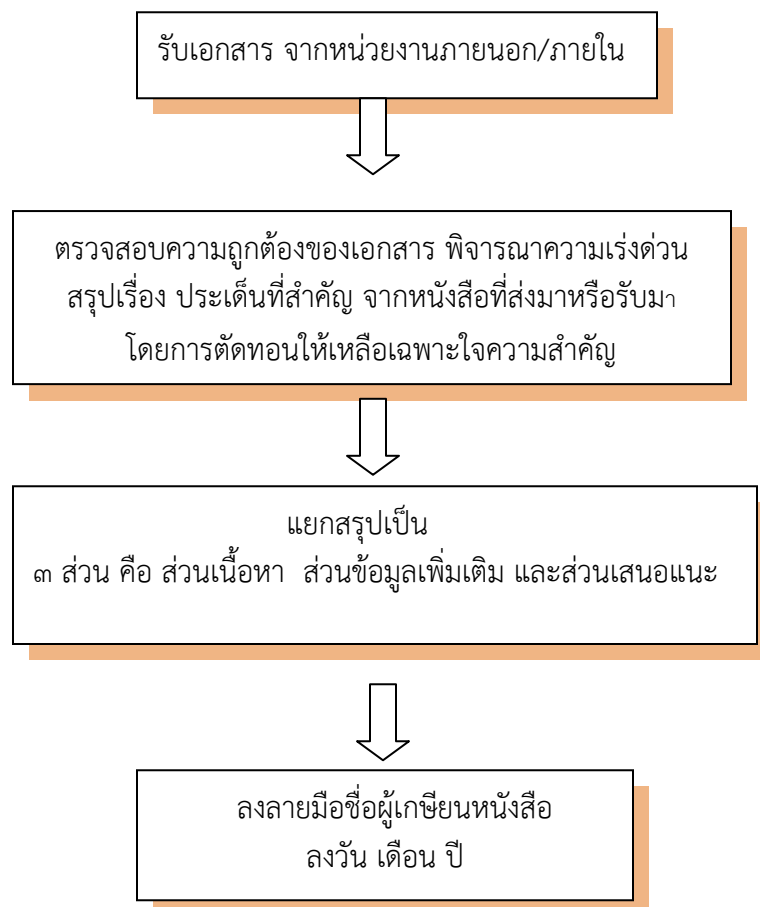 รับเอกสาร จากหน่วยงานภายนอก/ภายใน
ตรวจสอบความถูกต้องของเอกสาร พิจารณาความเร่งด่วน
สรุปเรื่อง ประเด็นที่สำคัญ จากหนังสือที่ส่งมาหรือรับมา
โดยการตัดทอนให้เหลือเฉพาะใจความสำคัญ
แยกสรุปเป็น
๓ ส่วน คือ ส่วนเนื้อหา ส่วนข้อมูลเพิ่มเติม และส่วนเสนอแนะ
ลงลายมือชื่อผู้เกษียนหนังสือ
ลงวัน เดือน ปี